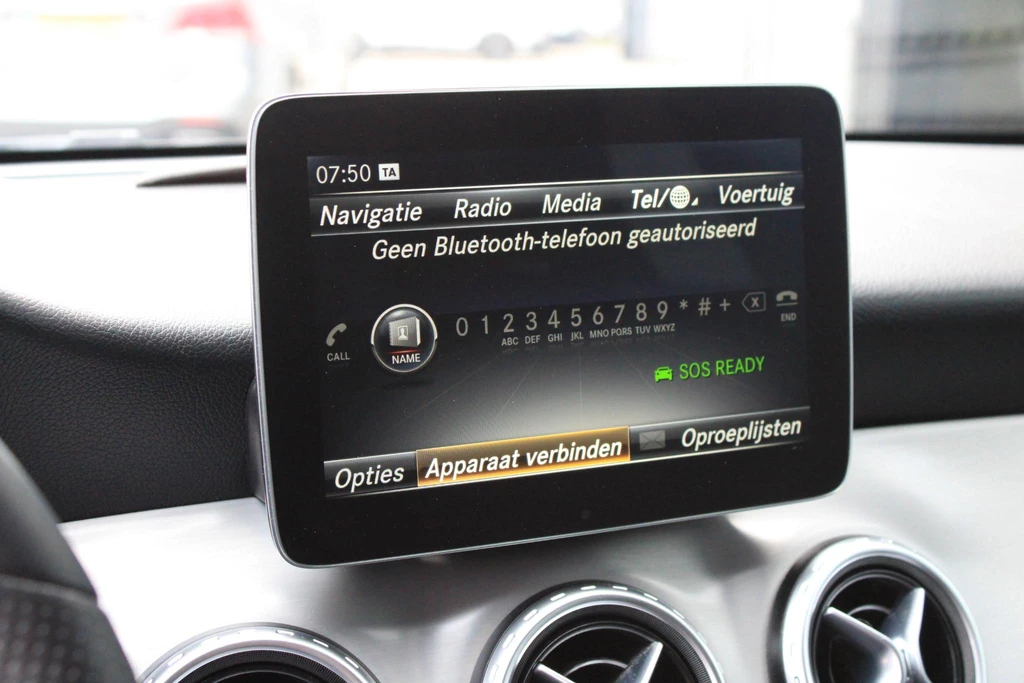 07:50 TA
Navigatie Radio Media Tel/ Voertuig
Geen Bluetooth-telefoon geautoriseerd
CALL NAME 0 1 2 3 4 5 6 7 8 9 * # + X END
ABC DEF GHI JKL MNO PQRS TUV WXYZ
SOS READY
Opties Apparaat verbinden Oproeplijsten